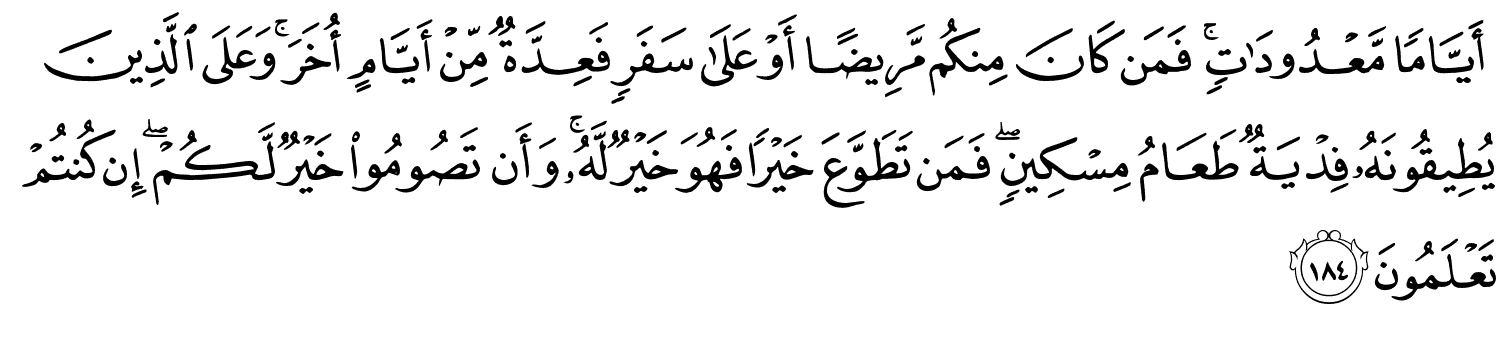 أَيَّامًا مَّعْدُودَٰتٍ ۚ فَمَن كَانَ مِنكُم مَّرِيضًا أَوْ عَلَىٰ سَفَرٍ فَعِدَّةٌ مِّنْ أَيَّامٍ أُخَرَ ۚ وَعَلَى ٱلَّذِينَ
يُطِيقُونَهُۥ فِدْيَةٌ طَعَامُ مِسْكِينٍ ۖ فَمَن تَطَوَّعَ خَيْرًا فَهُوَ خَيْرٌ لَّهُۥ ۚ وَأَن تَصُومُوا۟ خَيْرٌ لَّكُمْ ۖ إِن كُنتُمْ
تَعْلَمُونَ ١٨٤